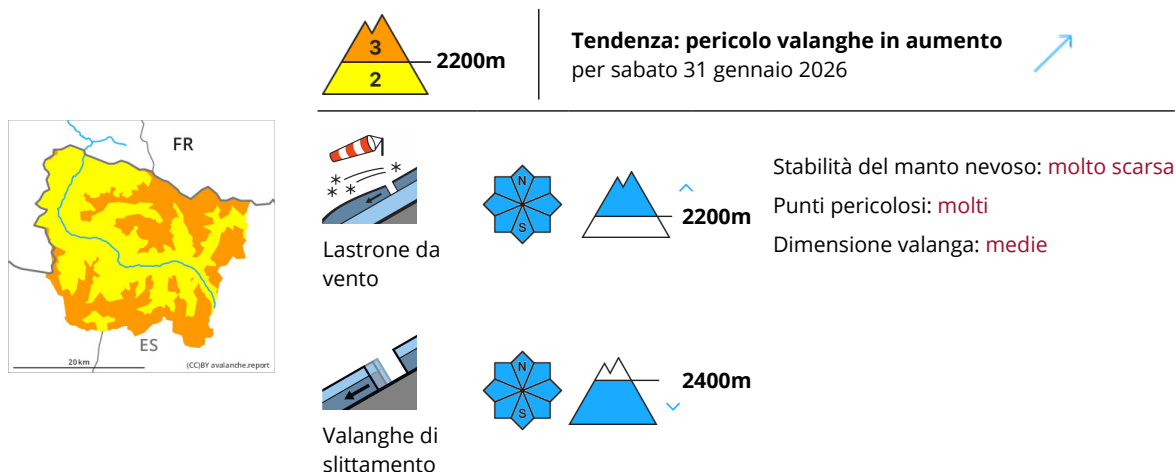 3
2
2200m
Tendenza: pericolo valanghe in aumento
per sabato 31 gennaio 2026
FR
ES
20 km
(CC)BY avalanche.report
Lastrone da
vento
N
S
2200m
Stabilità del manto nevoso: molto scarsa
Punti pericolosi: molti
Dimensione valanga: medie
Valanghe di
slittamento
N
S
2400m